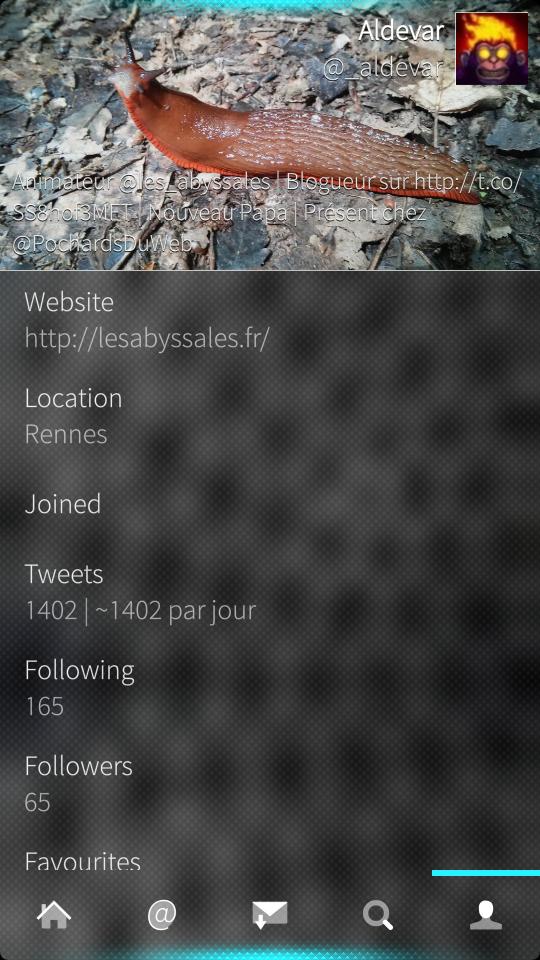 Aldevar
@_aldevar
Animateur @les_abyssales | Blogueur sur http://t.co/
SS8nof3MET | Nouveau Papa | Présent chez
@PochardsDuWeb
Website
http://lesabyssales.fr/
Location
Rennes
Joined
Tweets
1402 | ~1402 par jour
Following
165
Followers
65
Favourites
@